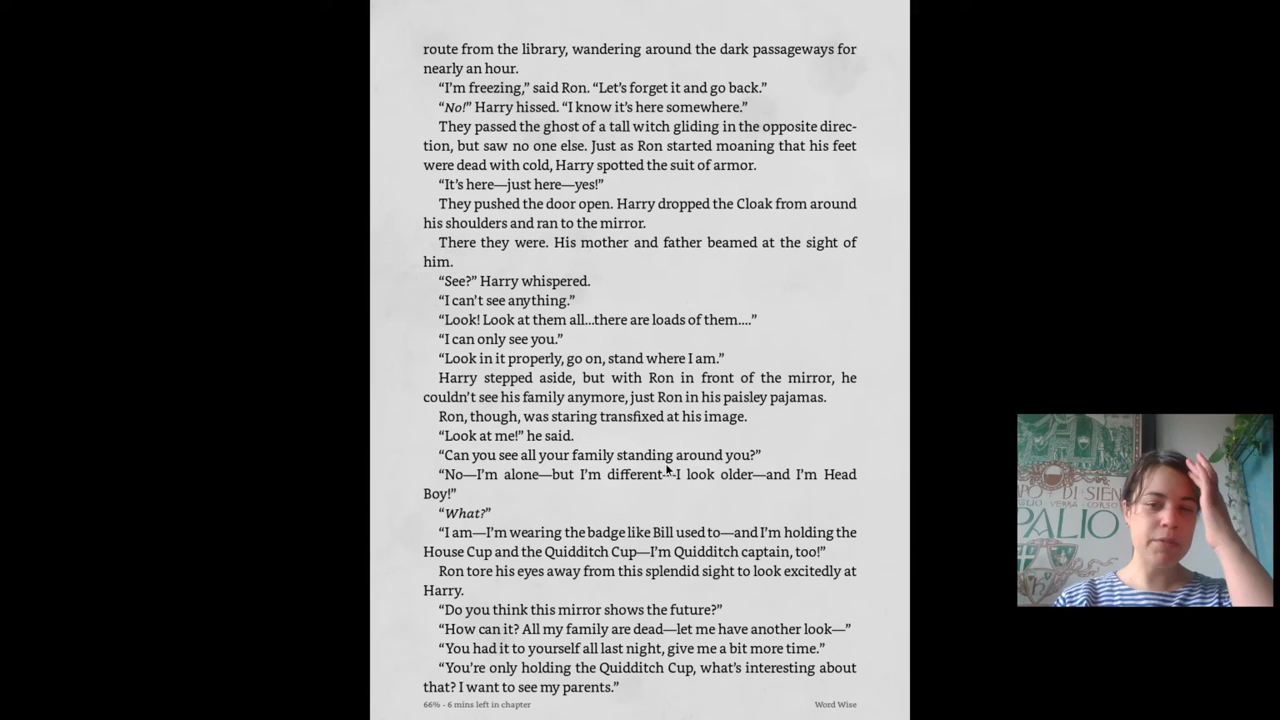 route from the library, wandering around the dark passageways for
nearly an hour.
“I’m freezing,” said Ron. “Let’s forget it and go back.”
“No!” Harry hissed. “I know it’s here somewhere.”
They passed the ghost of a tall witch gliding in the opposite direc-
tion, but saw no one else. Just as Ron started moaning that his feet
were dead with cold, Harry spotted the suit of armor.
“It’s here—just here—yes!”
They pushed the door open. Harry dropped the Cloak from around
his shoulders and ran to the mirror.
There they were. His mother and father beamed at the sight of
him.
“See?” Harry whispered.
“I can’t see anything.”
“Look! Look at them all...there are loads of them....”
“I can only see you.”
“Look in it properly, go on, stand where I am.”
Harry stepped aside, but with Ron in front of the mirror, he
couldn’t see his family anymore, just Ron in his paisley pajamas.
Ron, though, was staring transfixed at his image.
“Look at me!” he said.
“Can you see all your family standing around you?”
“No—I’m alone—but I’m different—I look older—and I’m Head
Boy!”
“What?”
“I am—I’m wearing the badge like Bill used to—and I’m holding the
House Cup and the Quidditch Cup—I’m Quidditch captain, too!”
Ron tore his eyes away from this splendid sight to look excitedly at
Harry.
“Do you think this mirror shows the future?”
“How can it? All my family are dead—let me have another look—”
“You had it to yourself all last night, give me a bit more time.”
“You’re only holding the Quidditch Cup, what’s interesting about
that? I want to see my parents.”
66% - 6 mins left in chapter
Word Wise
DI SIEN
CORSO
PALIO